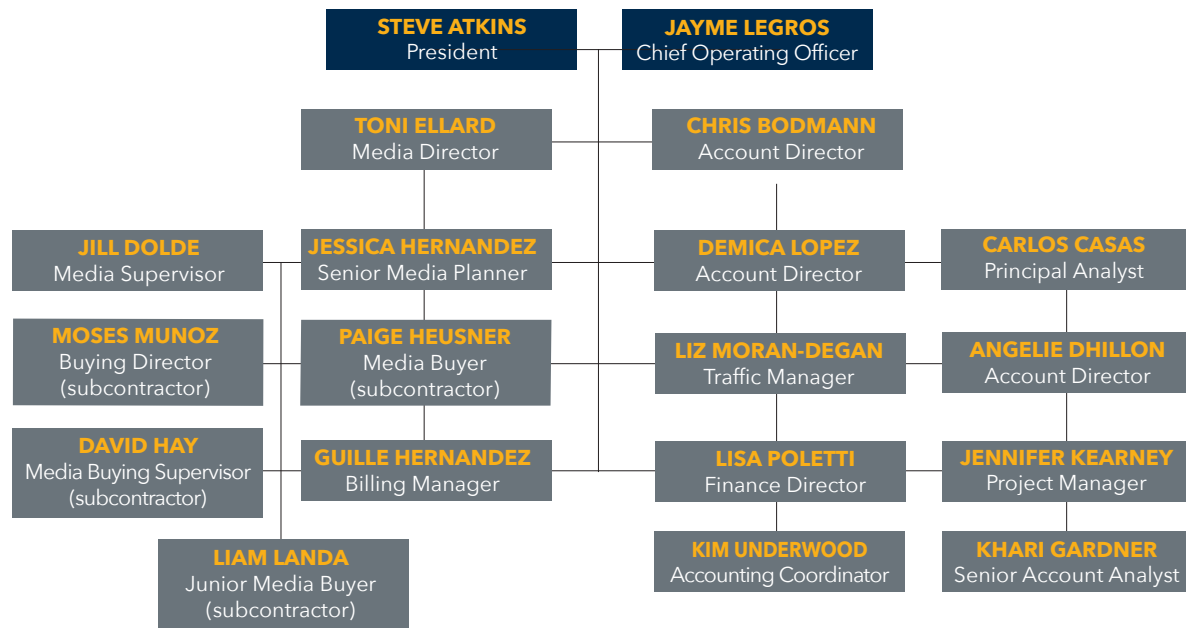 STEVE ATKINS
President
JAYME LEGROS
Chief Operating Officer
TONI ELLARD
Media Director
CHRIS BODMANN
Account Director
JILL DOLDE
Media Supervisor
JESSICA HERNANDEZ
Senior Media Planner
DEMICA LOPEZ
Account Director
CARLOS CASAS
Principal Analyst
MOSES MUNOZ
Buying Director
(subcontractor)
PAIGE HEUSNER
Media Buyer
(subcontractor)
LIZ MORAN-DEGAN
Traffic Manager
ANGELIE DHILLON
Account Director
DAVID HAY
Media Buying Supervisor
(subcontractor)
GUILLE HERNANDEZ
Billing Manager
LISA POLETTI
Finance Director
JENNIFER KEARNEY
Project Manager
LIAM LANDA
Junior Media Buyer
(subcontractor)
KIM UNDERWOOD
Accounting Coordinator
KHARI GARDNER
Senior Account Analyst